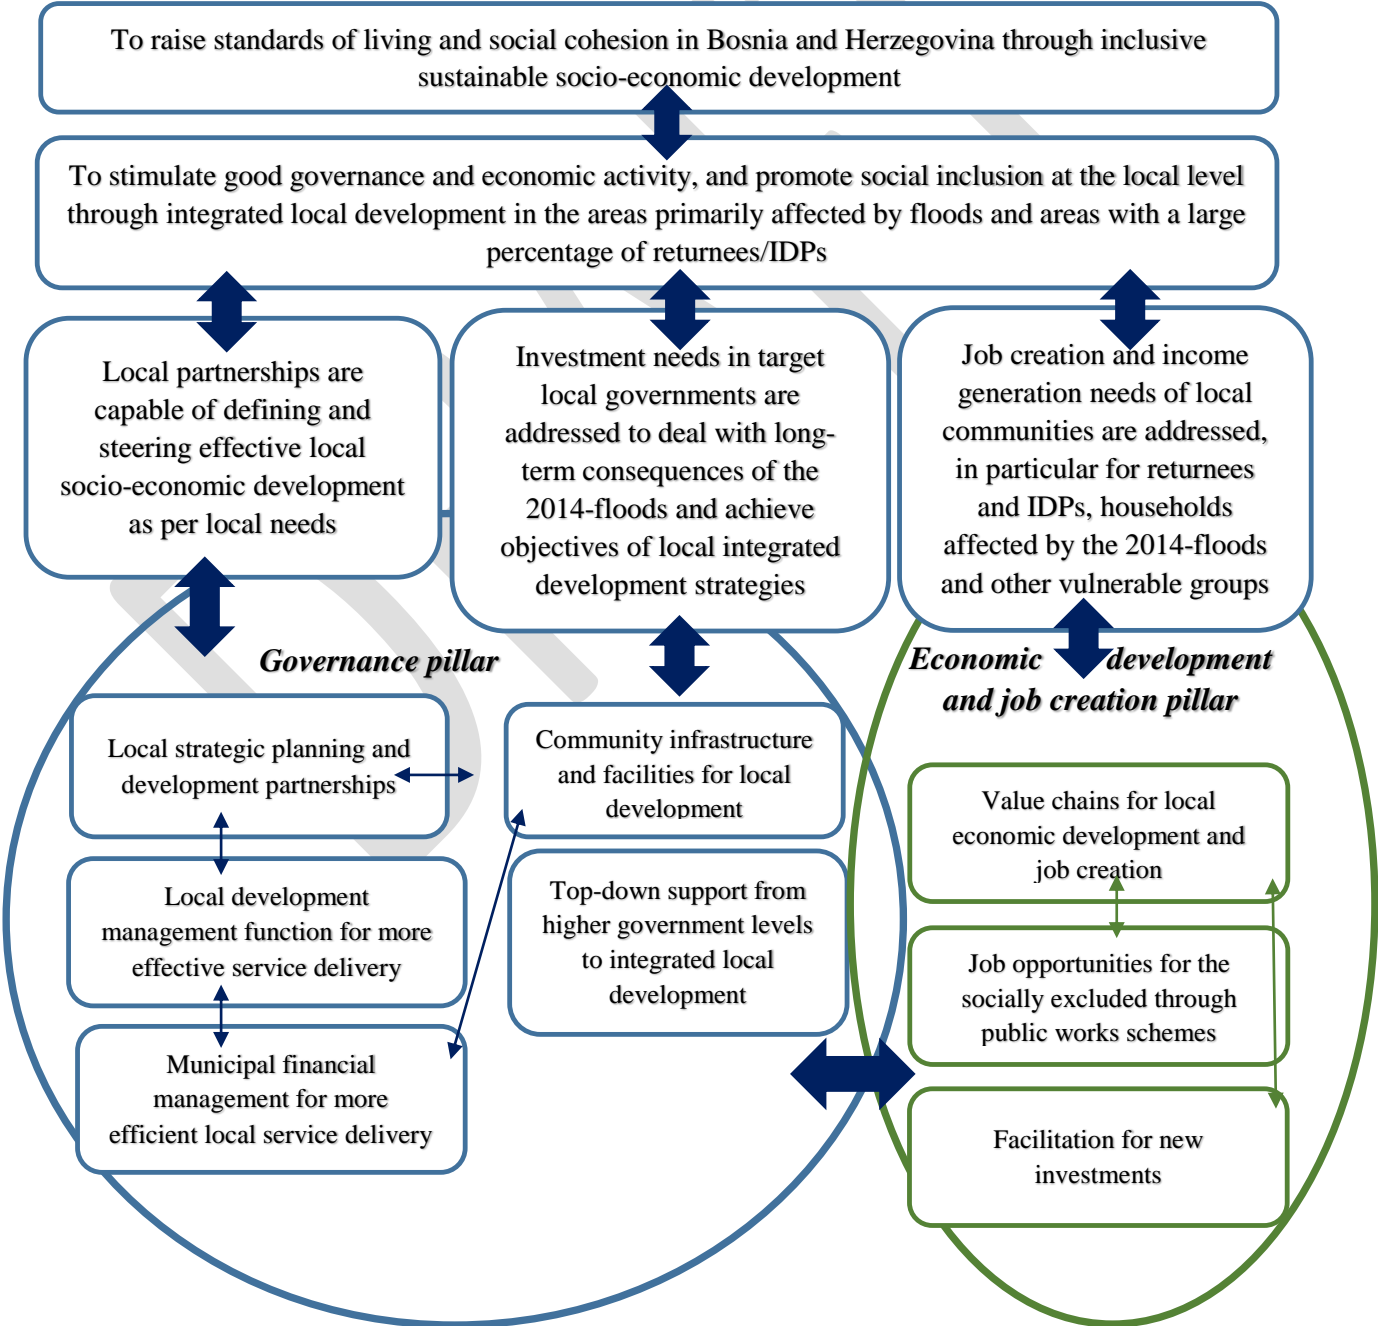 To raise standards of living and social cohesion in Bosnia and Herzegovina through inclusive
sustainable socio-economic development
To stimulate good governance and economic activity, and promote social inclusion at the local level
through integrated local development in the areas primarily affected by floods and areas with a large
percentage of returnees/IDPs
Local partnerships are
capable of defining and
steering effective local
socio-economic development
as per local needs
Investment needs in target
local governments are
addressed to deal with long-
term consequences of the
2014-floods and achieve
objectives of local integrated
development strategies
Job creation and income
generation needs of local
communities are addressed,
in particular for returnees
and IDPs, households
affected by the 2014-floods
and other vulnerable groups
Governance pillar
Local strategic planning and
development partnerships
Local development
management function for more
effective service delivery
Municipal financial
management for more
efficient local service delivery
Community infrastructure
and facilities for local
development
Top-down support from
higher government levels
to integrated local
development
Economic development
and job creation pillar
Value chains for local
economic development and
job creation
Job opportunities for the
socially excluded through
public works schemes
Facilitation for new
investments